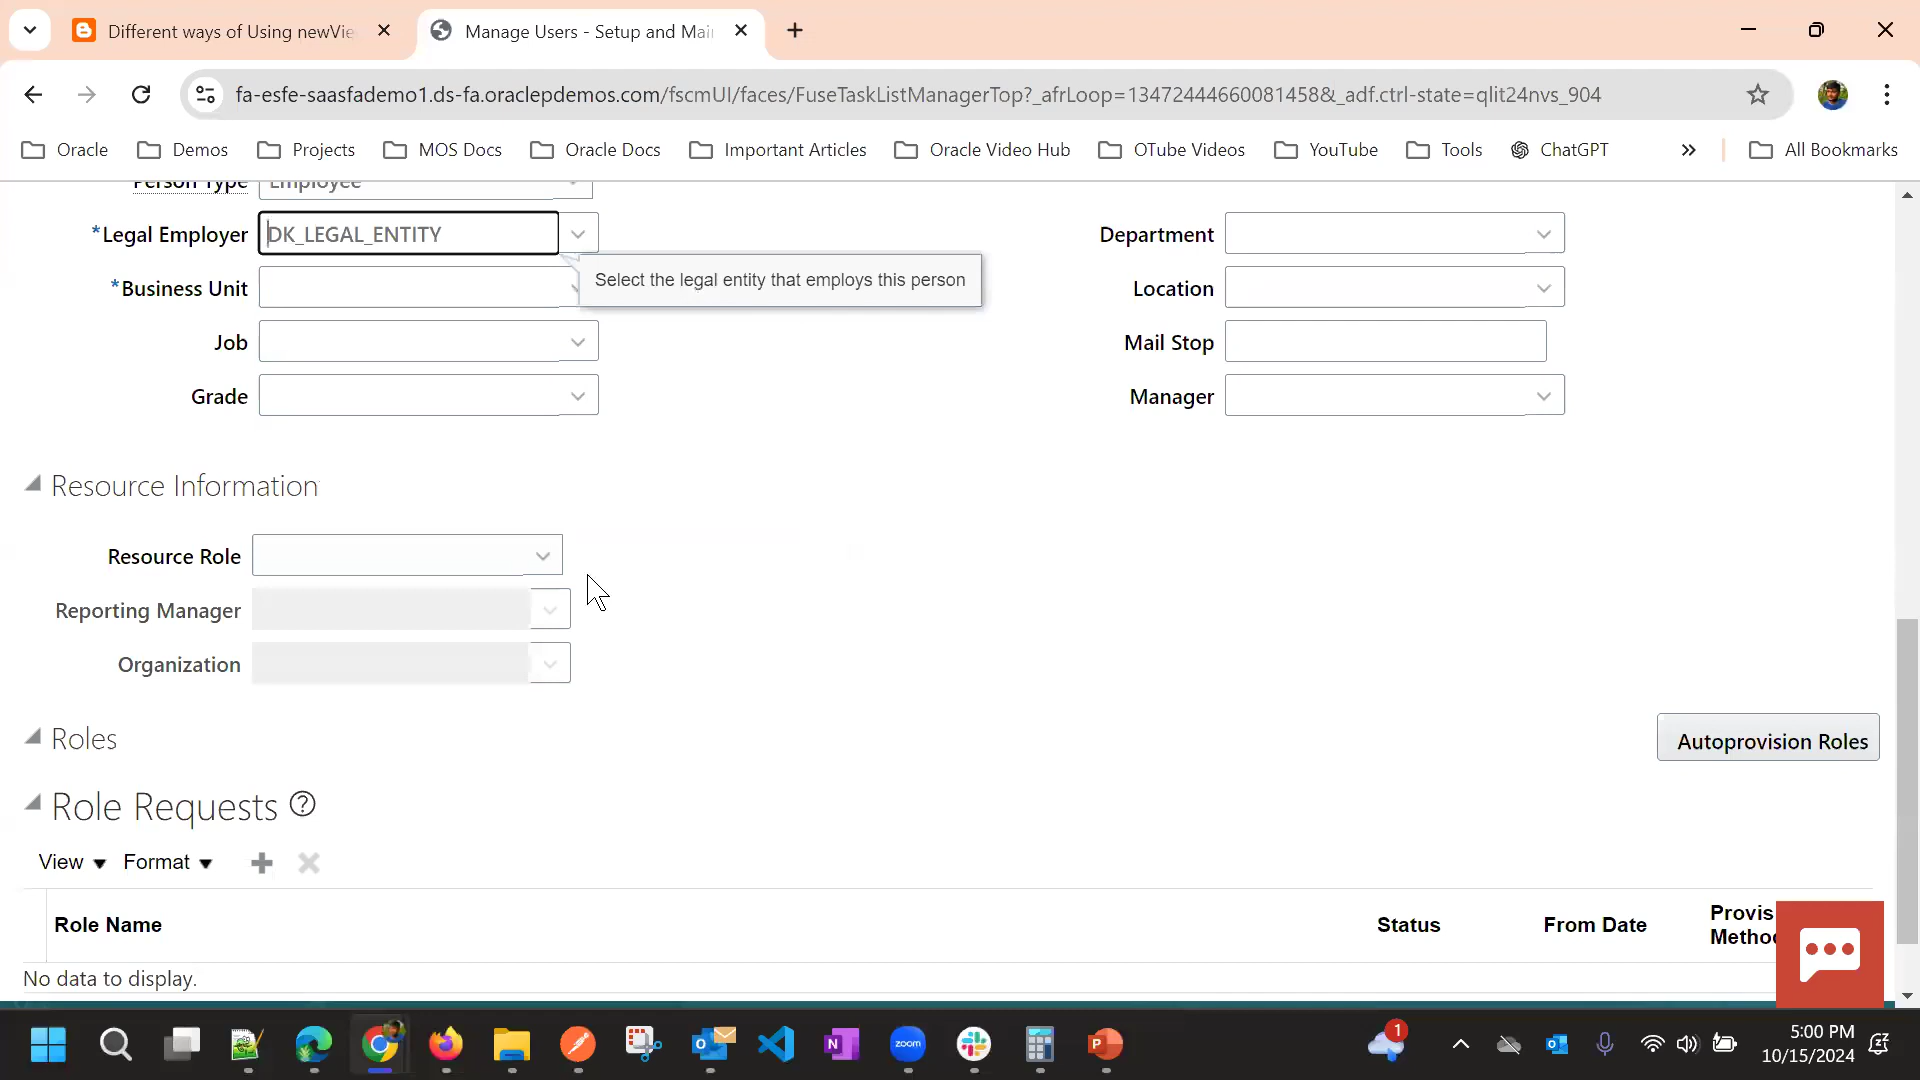 Different ways of Using newVie
Manage Users - Setup and Mai
fa-esfe-saasfademo1.ds-fa.oraclepdemos.com/fscmUI/faces/FuseTaskListManagerTop?_afrLoop=13472444660081458&_adf.ctrl-state=qlit24nvs_904
Oracle
Demos
Projects
MOS Docs
Oracle Docs
Important Articles
Oracle Video Hub
OTube Videos
YouTube
Tools
ChatGPT
»
All Bookmarks
Person Type Employee
*Legal Employer DK_LEGAL_ENTITY
Department
Select the legal entity that employs this person
*Business Unit
Location
Job
Mail Stop
Grade
Manager
Resource Information
Resource Role
Reporting Manager
Organization
Roles
Autoprovision Roles
Role Requests ?
View Format
Role Name
Status
From Date
Provis
Metho
No data to display.
zoom
N
1
5:00 PM
10/15/2024